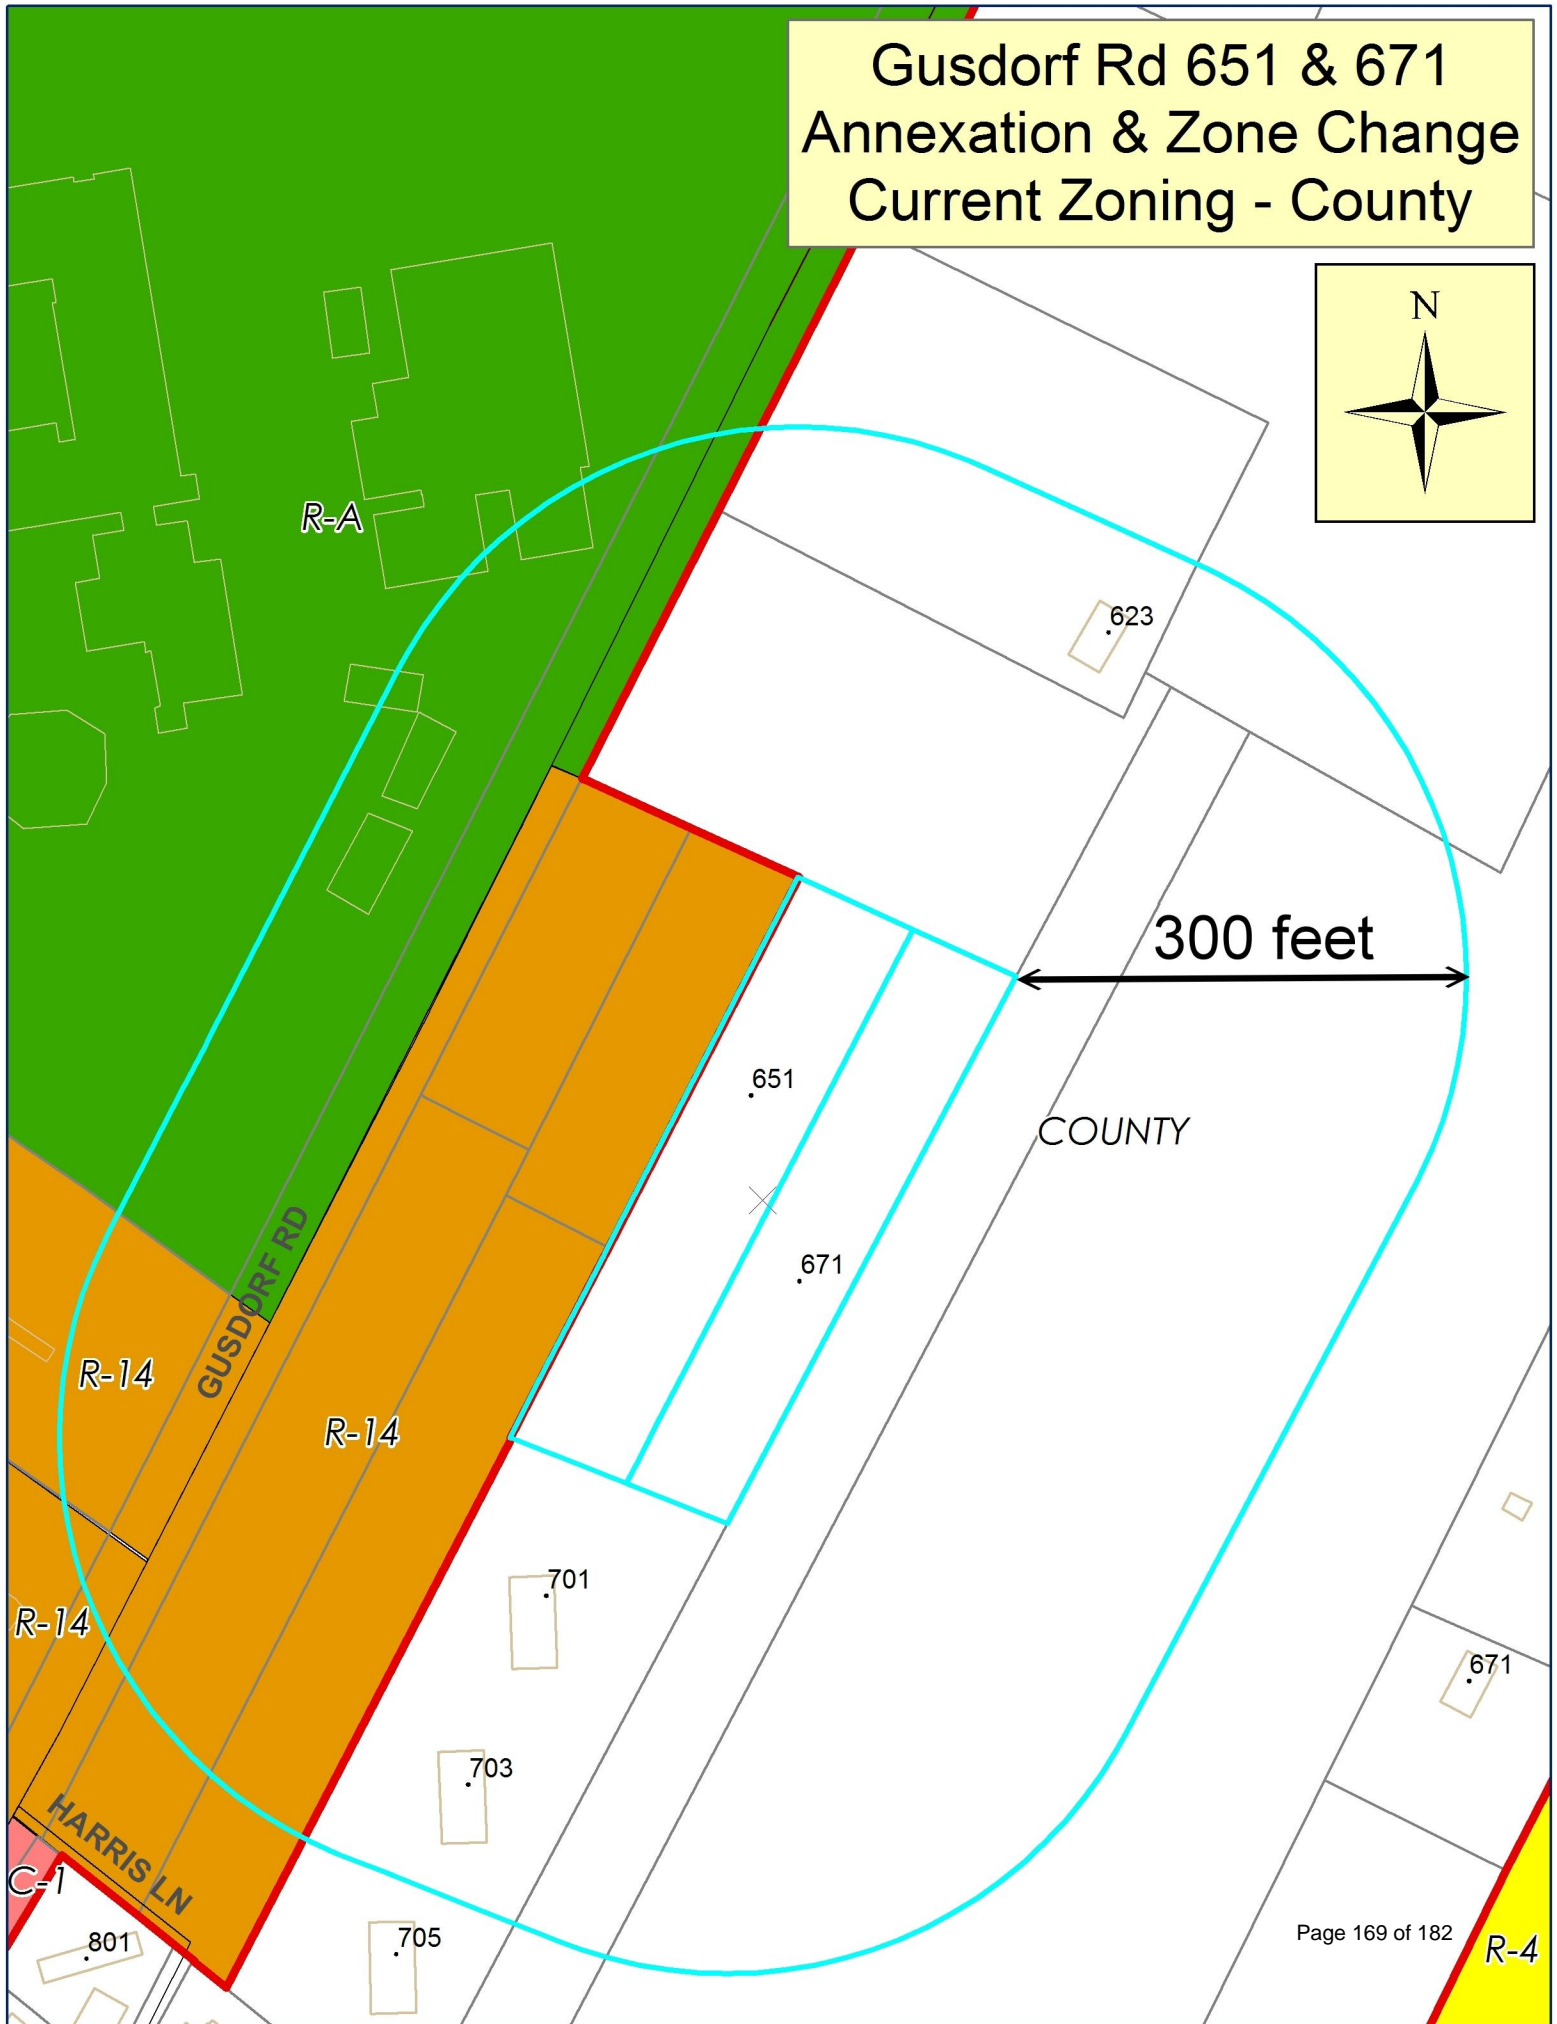 Gusdorf Rd 651 & 671
Annexation & Zone Change
Current Zoning - County
N
R-A
623
300 feet
651
COUNTY
671
GUSDORF RD
R-14
R-14
701
R-14
671
703
HARRIS LN
C-1
801
705
Page 169 of 182
R-4